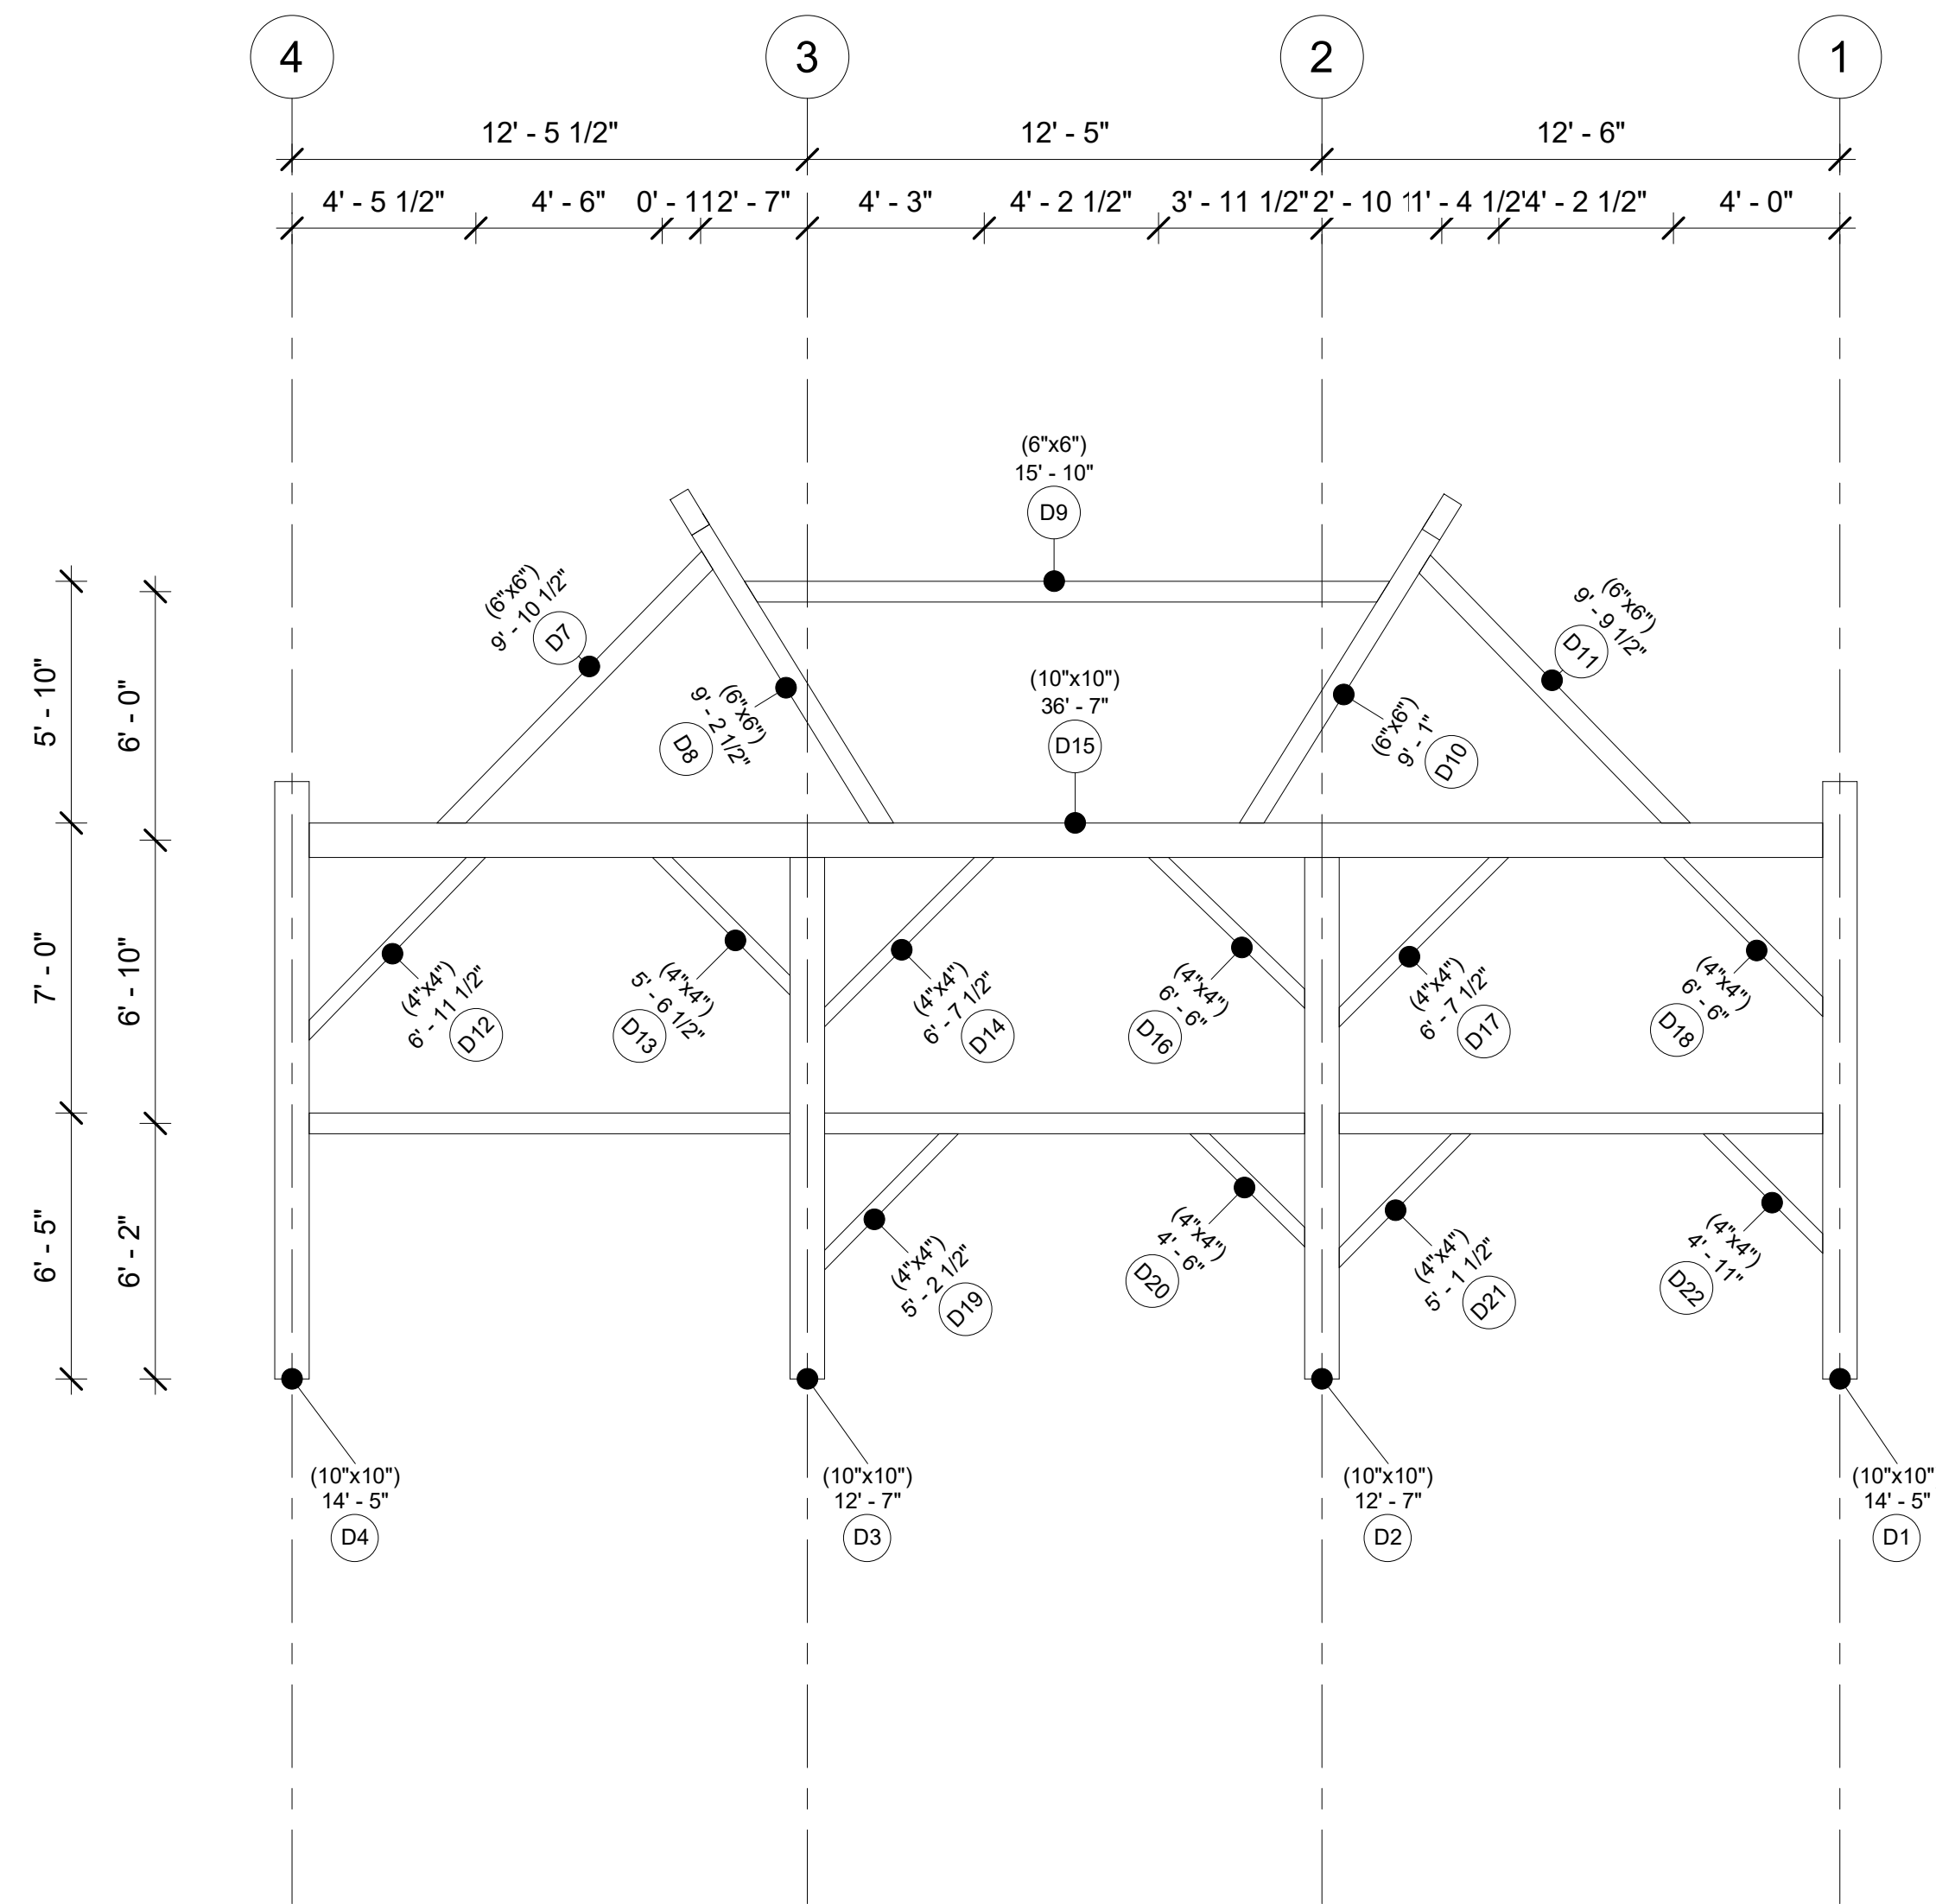 4
3
2
1
12' - 5 1/2"
12' - 5"
12' - 6"
4' - 5 1/2"
4' - 6"
0' - 11
2' - 7"
4' - 3"
4' - 2 1/2"
3' - 11 1/2"
2' - 10
1' - 4 1/2"
4' - 2 1/2"
4' - 0"
(6"x6")
15' - 10"
D9
(6"x6")
9' - 10 1/2"
D7
(6"x6")
9' - 9 1/2"
D11
(6"x6")
9' - 2 1/2"
D8
(10"x10")
36' - 7"
D15
(6"x6")
9' - 1"
D10
5' - 10"
6' - 0"
7' - 0"
6' - 10"
6' - 5"
6' - 2"
(4"x4")
6' - 11 1/2"
D12
(4"x4")
5' - 6 1/2"
D13
(4"x4")
6' - 7 1/2"
D14
(4"x4")
6' - 6"
D16
(4"x4")
6' - 7 1/2"
D17
(4"x4")
6' - 6"
D18
(4"x4")
5' - 2 1/2"
D19
(4"x4")
4' - 6"
D20
(4"x4")
5' - 1 1/2"
D21
(4"x4")
4' - 11"
D22
(10"x10")
14' - 5"
D4
(10"x10")
12' - 7"
D3
(10"x10")
12' - 7"
D2
(10"x10"
14' - 5"
D1